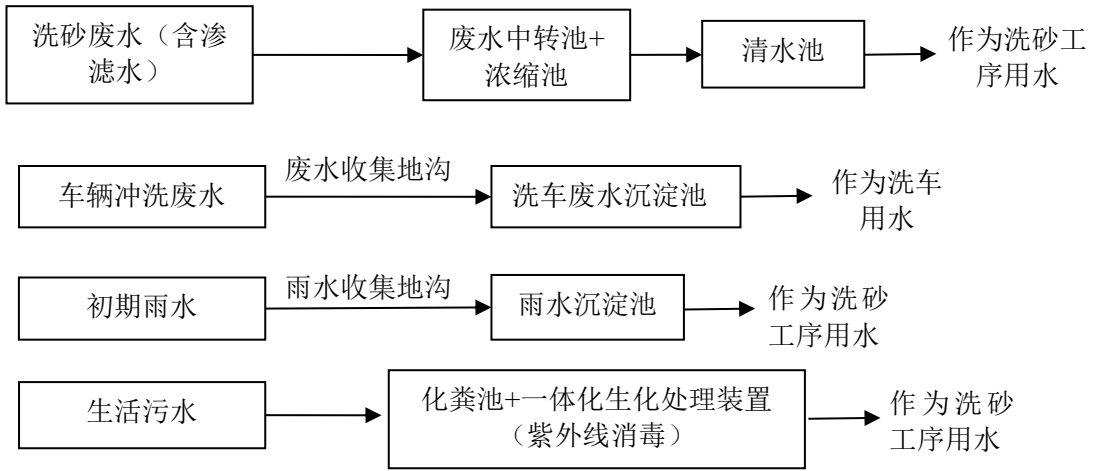 洗砂废水（含渗
滤水）
废水中转池+
浓缩池
清水池
作为洗砂工
序用水
车辆冲洗废水
废水收集地沟
洗车废水沉淀池
作为洗车
用水
初期雨水
雨水收集地沟
雨水沉淀池
作为洗砂
工序用水
生活污水
化粪池+一体化生化处理装置
（紫外线消毒）
作为洗砂
工序用水